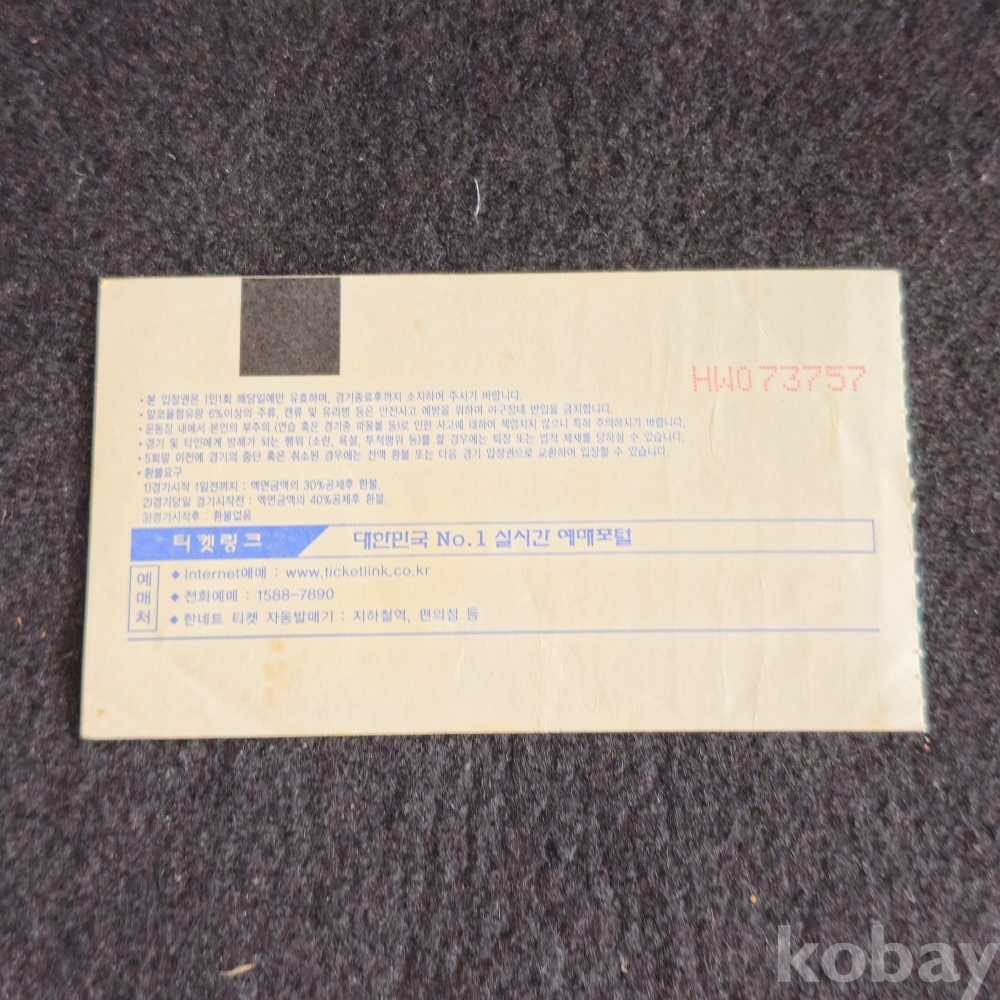 HW073757
• 본 입장권은 1인1회 해당일에만 유효하며, 경기종료후까지 소지하여 주시기 바랍니다.
• 알코올함유량 6%이상의 주류, 캔류 및 유리병 등은 안전사고 예방을 위하여 야구장내 반입을 금지합니다.
• 운동장 내에서 본인의 부주의 (연습 혹은 경기중 파울볼 등)로 인한 사고에 대하여 책임지지 않으니 특히 주의하시기 바랍니다.
• 경기 및 타인에게 방해가 되는 행위 (소란, 욕설, 투척행위 등)를 할 경우에는 퇴장 또는 법적 제재를 당하실 수 있습니다.
• 5회말 이전에 경기의 중단 혹은 취소된 경우에는 전액 환불 또는 다음 경기 입장권으로 교환하여 입장할 수 있습니다.
• 환불요구
1)경기시작 1일전까지 : 액면금액의 30%공제후 환불.
2)경기당일 경기시작전 : 액면금액의 40%공제후 환불.
3)경기시작후 : 환불없음.
티켓링크 대한민국 No.1 실시간 예매포털
예매처
◆ Internet예매 : www.ticketlink.co.kr
◆ 전화예매 : 1588-7890
◆ 한네트 티켓 자동발매기 : 지하철역, 편의점 등
kobay